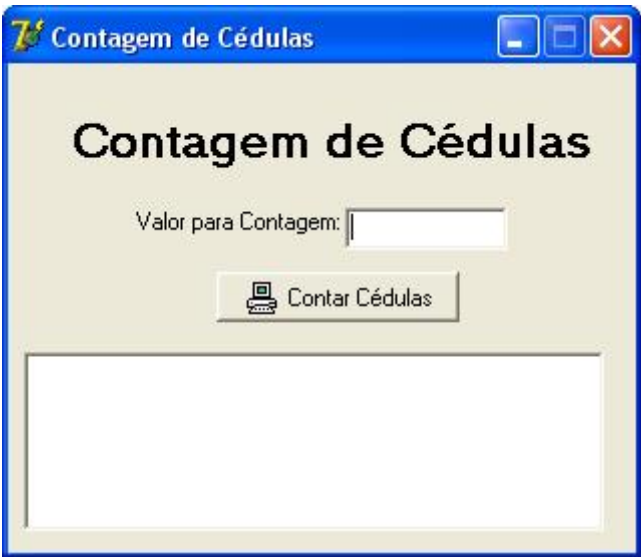 Contagem de Cédulas
Contagem de Cédulas
Valor para Contagem:
Contar Cédulas